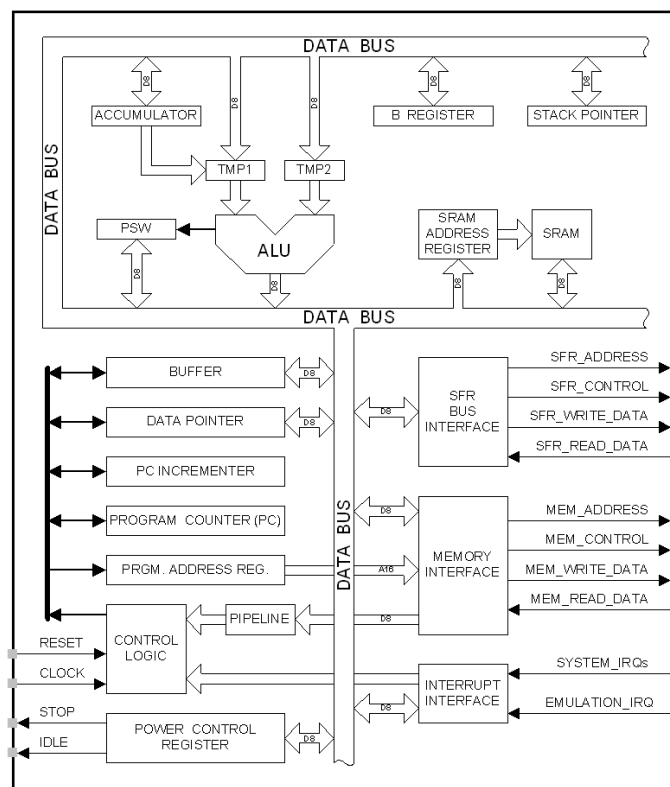 DATA BUS
D8
D8
D8
D8
D8
ACCUMULATOR
B REGISTER
STACK POINTER
DATA BUS
TMP1
TMP2
PSW
ALU
SRAM
ADDRESS
REGISTER
SRAM
D8
D8
D8
D8
DATA BUS
BUFFER
D8
DATA POINTER
D8
PC INCREMENTER
PROGRAM COUNTER (PC)
PRGM. ADDRESS REG.
A16
DATA BUS
D8
SFR
BUS
INTERFACE
SFR_ADDRESS
SFR_CONTROL
SFR_WRITE_DATA
SFR_READ_DATA
D8
MEMORY
INTERFACE
MEM_ADDRESS
MEM_CONTROL
MEM_WRITE_DATA
MEM_READ_DATA
CONTROL
LOGIC
PIPELINE
D8
RESET
CLOCK
SYSTEM_IRQs
INTERRUPT
INTERFACE
EMULATION_IRQ
D8
STOP
IDLE
POWER CONTROL
REGISTER
D8